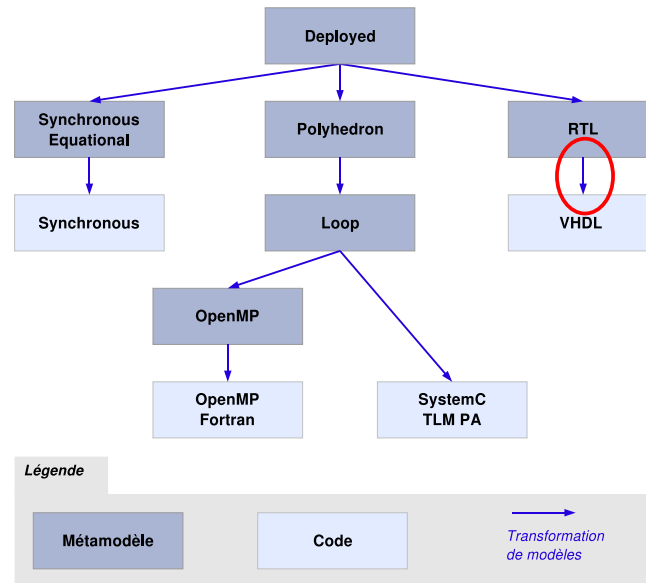 Deployed
Synchronous
Equational
Polyhedron
RTL
Synchronous
Loop
VHDL
OpenMP
OpenMP
Fortran
SystemC
TLM PA
Légende
Métamodèle
Code
Transformation
de modèles